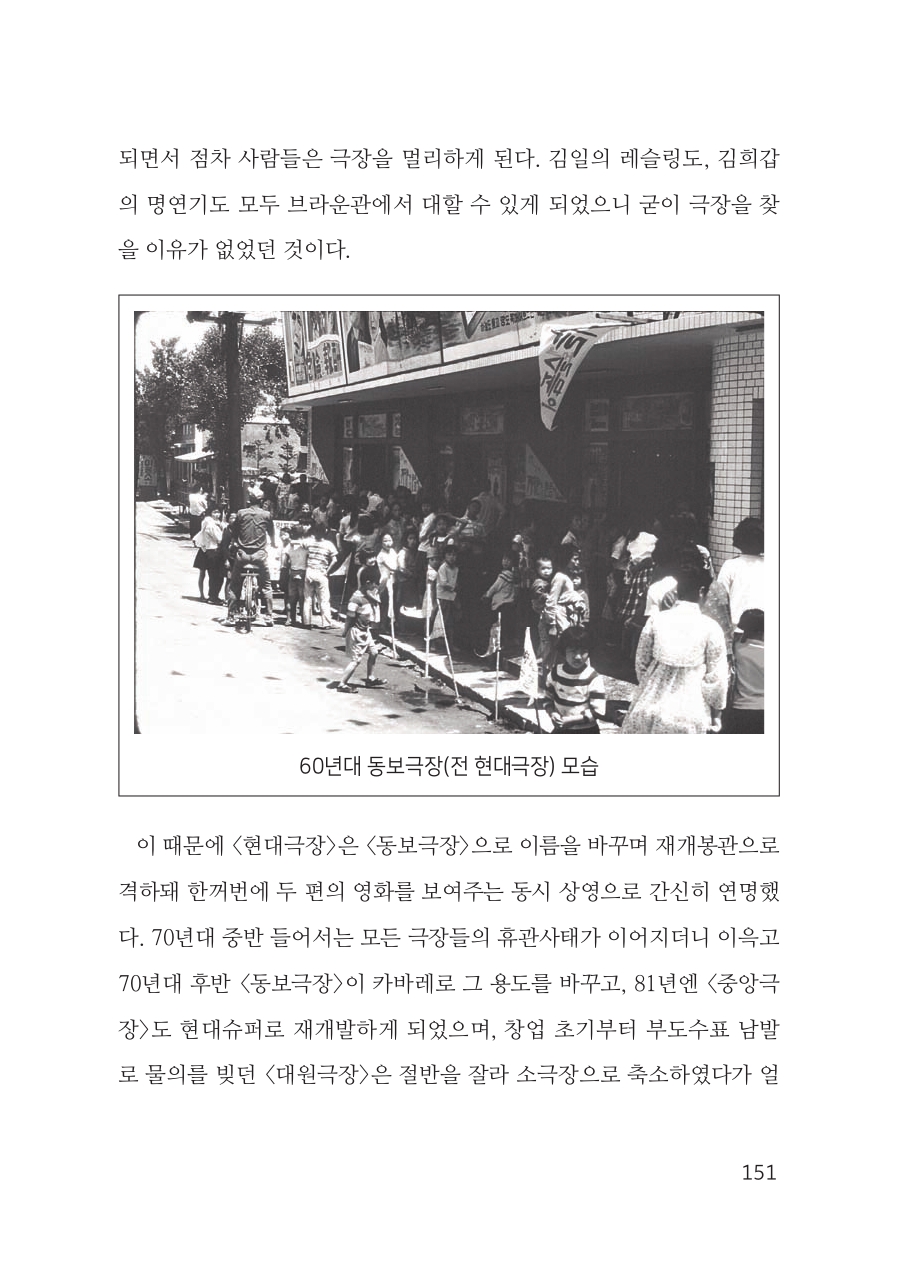 되면서 점차 사람들은 극장을 멀리하게 된다. 김일의 레슬링도, 김희갑
의 명연기도 모두 브라운관에서 대할 수 있게 되었으니 굳이 극장을 찾
을 이유가 없었던 것이다.
60년대 동보극장(전 현대극장) 모습
이 때문에 〈현대극장〉은 〈동보극장〉으로 이름을 바꾸며 재개봉관으로
격하돼 한꺼번에 두 편의 영화를 보여주는 동시 상영으로 간신히 연명했
다. 70년대 중반 들어서는 모든 극장들의 휴관사태가 이어지더니 이윽고
70년대 후반 〈동보극장〉이 카바레로 그 용도를 바꾸고, 81년엔 〈중앙극
장〉도 현대슈퍼로 재개발하게 되었으며, 창업 초기부터 부도수표 남발
로 물의를 빚던 〈대원극장〉은 절반을 잘라 소극장으로 축소하였다가 얼
151